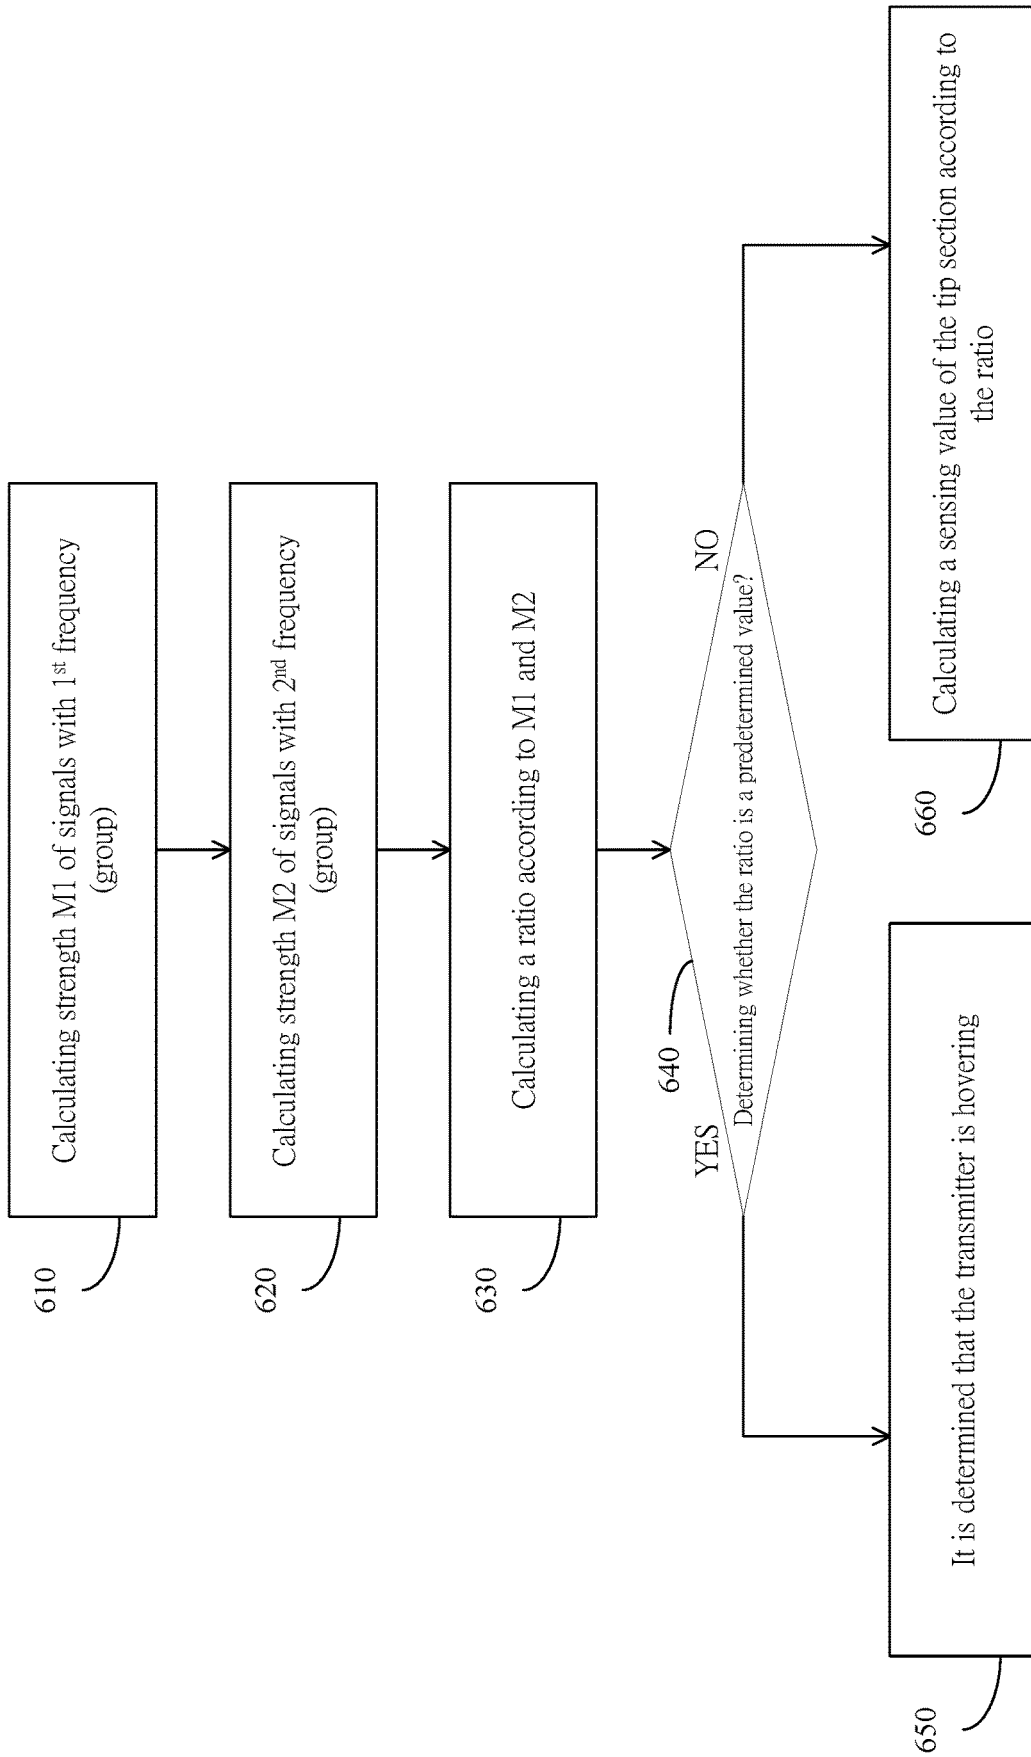 610
Calculating strength M1 of signals with 1st frequency
(group)
620
Calculating strength M2 of signals with 2nd frequency
(group)
630
Calculating a ratio according to M1 and M2
640
YES
NO
Determining whether the ratio is a predetermined value?
650
It is determined that the transmitter is hovering
660
Calculating a sensing value of the tip section according to
the ratio